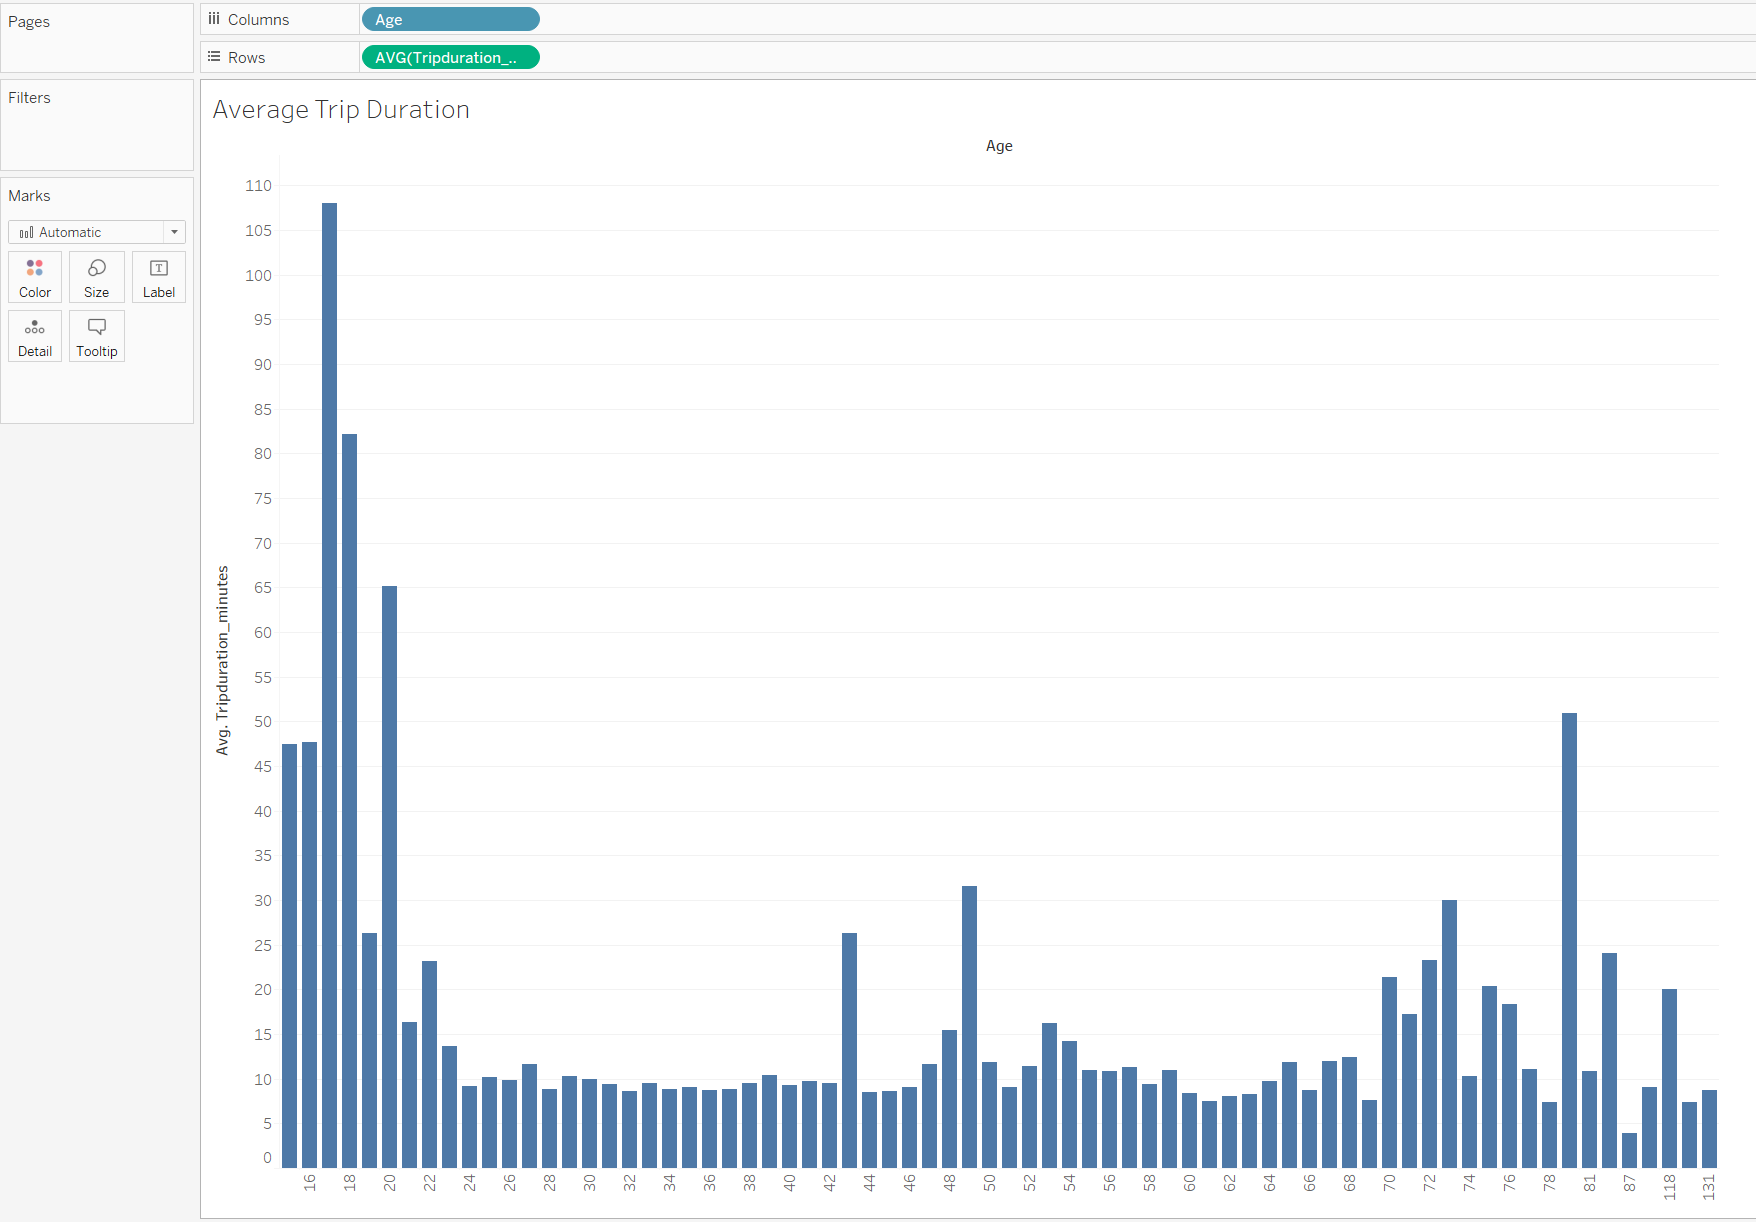 Pages
Columns
Age
Rows
AVG(Tripduration_..
Filters
Marks
Automatic
Color
Size
Label
Detail
Tooltip
Average Trip Duration
Age
Avg. Tripduration_minutes
110
105
100
95
90
85
80
75
70
65
60
55
50
45
40
35
30
25
20
15
10
5
0
16 18 20 22 24 26 28 30 32 34 36 38 40 42 44 46 48 50 52 54 56 58 60 62 64 66 68 70 72 74 76 78 81 87 118 131